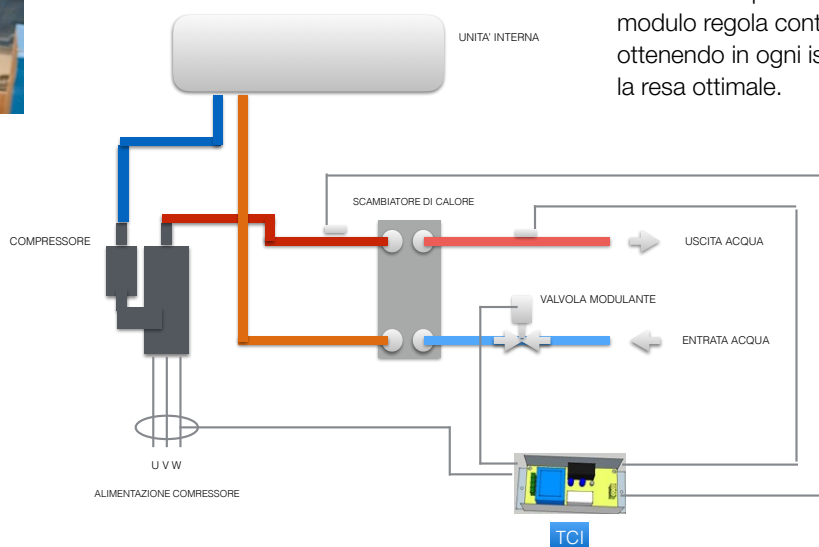 modulo regola cont
ottenendo in ogni is
la resa ottimale.
UNITA' INTERNA
SCAMBIATORE DI CALORE
COMPRESSORE
USCITA ACQUA
VALVOLA MODULANTE
ENTRATA ACQUA
U V W
ALIMENTAZIONE COMRESSORE
TCI